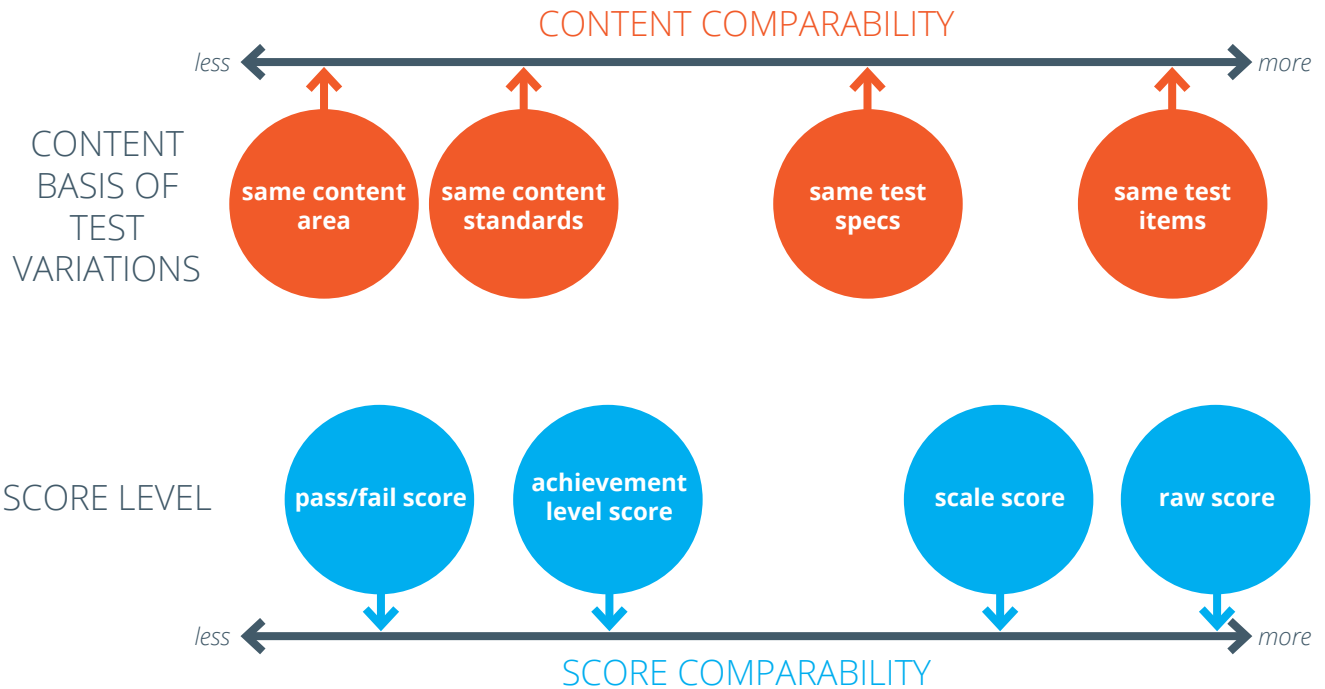 CONTENT COMPARABILITY
less
more
CONTENT
BASIS OF
TEST
VARIATIONS
same content
area
same content
standards
same test
specs
same test
items
SCORE LEVEL
pass/fail score
achievement
level score
scale score
raw score
less
more
SCORE COMPARABILITY